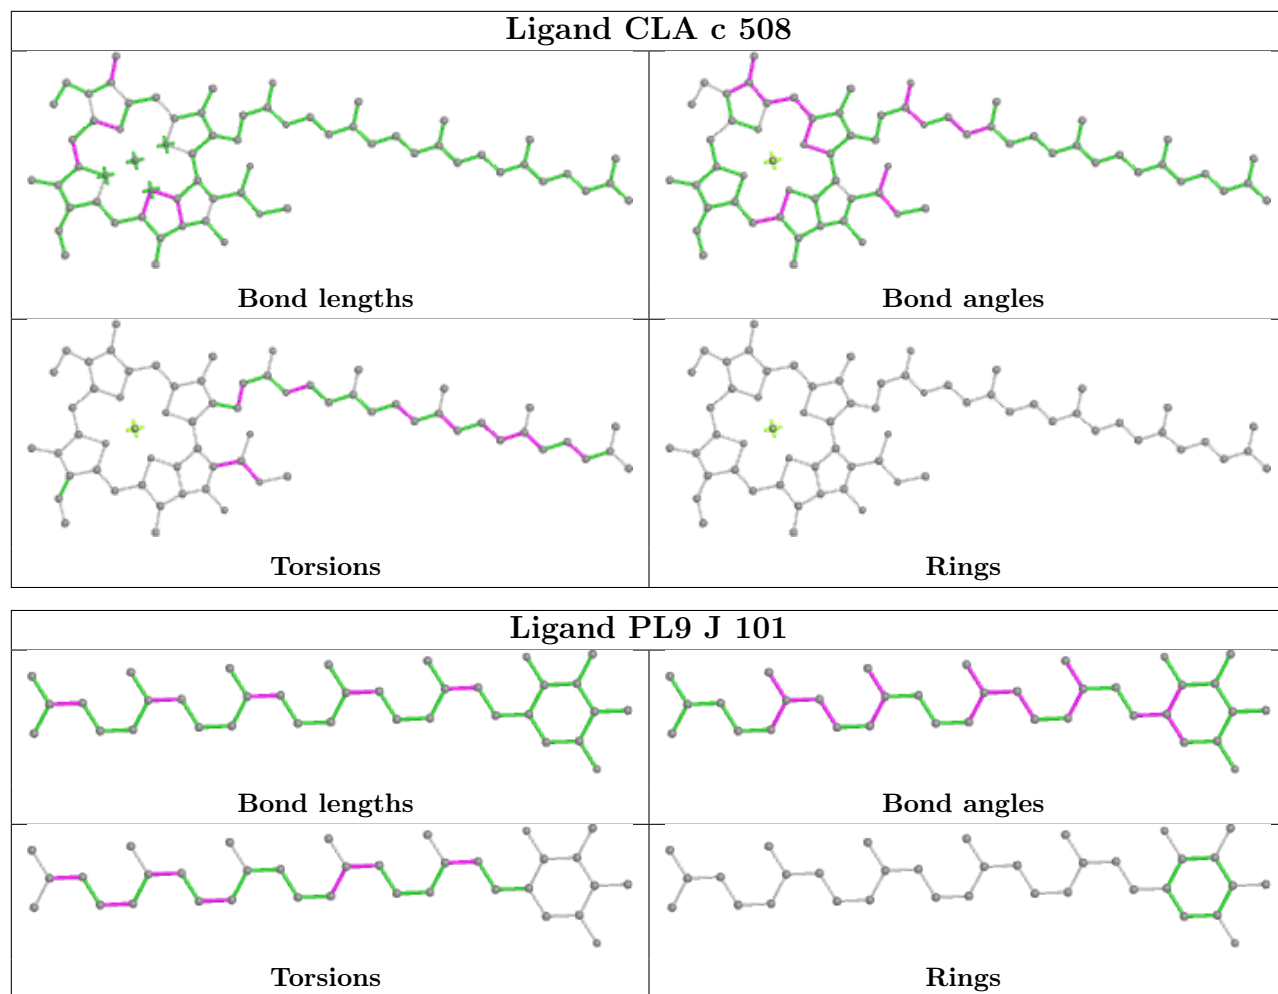 Ligand CLA c 508
Bond lengths
Bond angles
Torsions
Rings
Ligand PL9 J 101
Bond lengths
Bond angles
Torsions
Rings